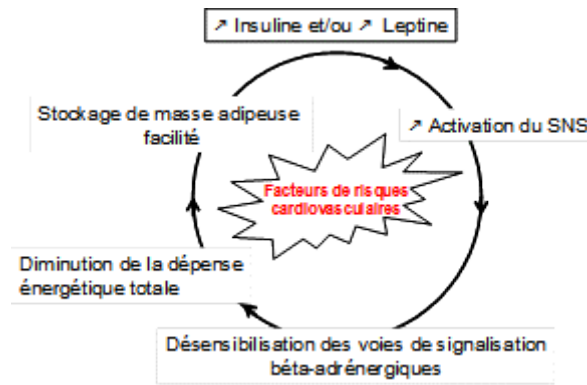 ↗ Insuline et/ou ↗ Leptine
Stockage de masse adipeuse
facilité
↗ Activation du SNS
Facteurs de risques
cardiovasculaires
Diminution de la dépense
énergétique totale
Désensibilisation des voies de signalisation
béta-adrénergiques